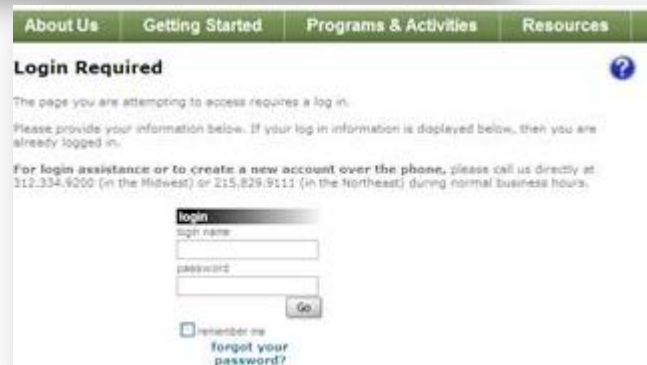 About Us Getting Started Programs & Activities Resources
Login Required
The page you are attempting to access requires a log in.
Please provide your information below. If your log in information is displayed below, then you are
already logged in.
For login assistance or to create a new account over the phone, please call us directly at
312.334.9200 (in the Midwest) or 215.829.9111 (in the Northeast) during normal business hours.
login
login name
password
Go
remember me
forgot your
password?